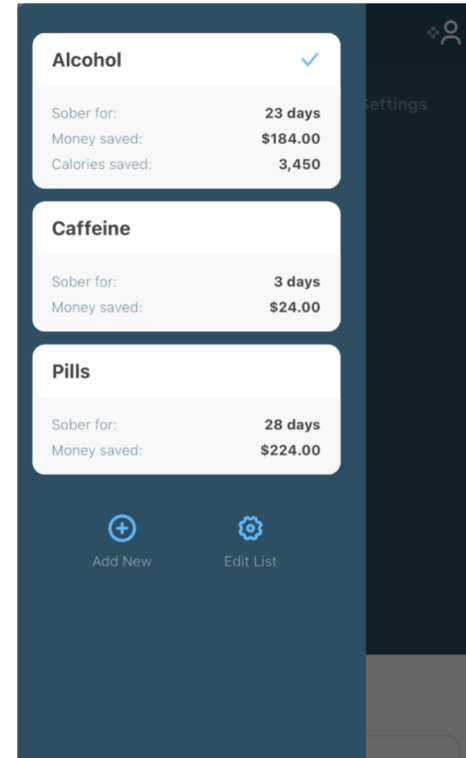 Alcohol
Sober for: 23 days
Money saved: $184.00
Calories saved: 3,450
Settings
Caffeine
Sober for: 3 days
Money saved: $24.00
Pills
Sober for: 28 days
Money saved: $224.00
Add New Edit List